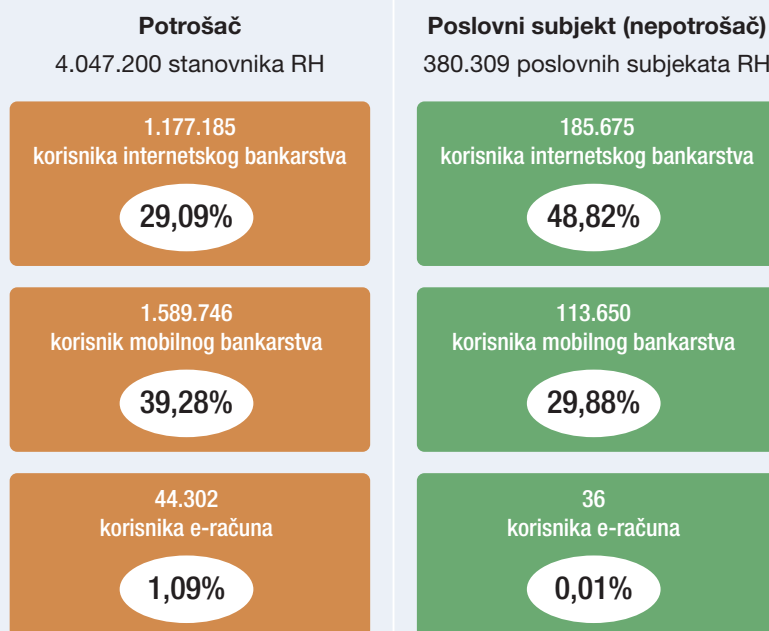 Potrošač
4.047.200 stanovnika RH
1.177.185
korisnika internetskog bankarstva
29,09%
1.589.746
korisnik mobilnog bankarstva
39,28%
44.302
korisnika e-računa
1,09%
Poslovni subjekt (nepotrošač)
380.309 poslovnih subjekata RH
185.675
korisnika internetskog bankarstva
48,82%
113.650
korisnika mobilnog bankarstva
29,88%
36
korisnika e-računa
0,01%